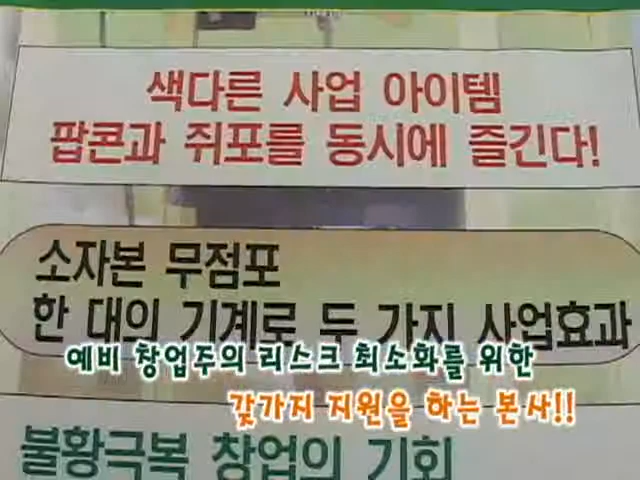 색다른 사업 아이템
팝콘과 쥐포를 동시에 즐긴다!
소자본 무점포
한 대의 기계로 두 가지 사업효과
예비 창업주의 리스크 최소화를 위한
갖가지 지원을 하는 본사!!
불황극복 창업의 기회